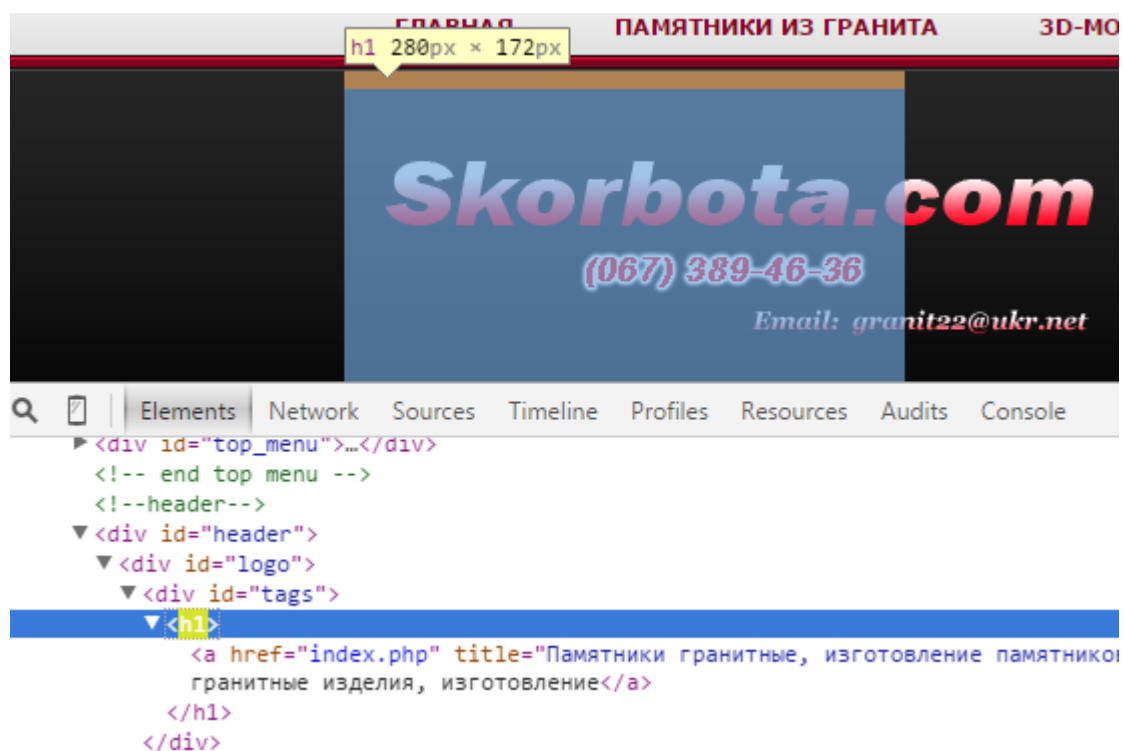 ГЛАВНАЯ ПАМЯТНИКИ ИЗ ГРАНИТА 3D-МО
h1 280px × 172px
Skorbota.com
(067) 389-46-36
Email: granit22@ukr.net
Elements Network Sources Timeline Profiles Resources Audits Console
▶<div id="top_menu">…</div>
<!-- end top menu -->
<!--header-->
▼<div id="header">
▼<div id="logo">
▼<div id="tags">
▼<h1>
<a href="index.php" title="Памятники гранитные, изготовление памятников
гранитные изделия, изготовление</a>
</h1>
</div>